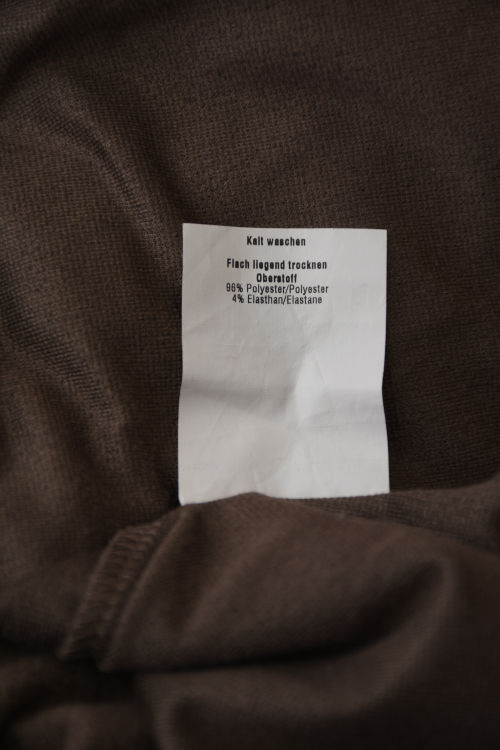 Kalt waschen
Flach liegend trocknen
Oberstoff
96% Polyester/Polyester
4% Elasthan/Elastane